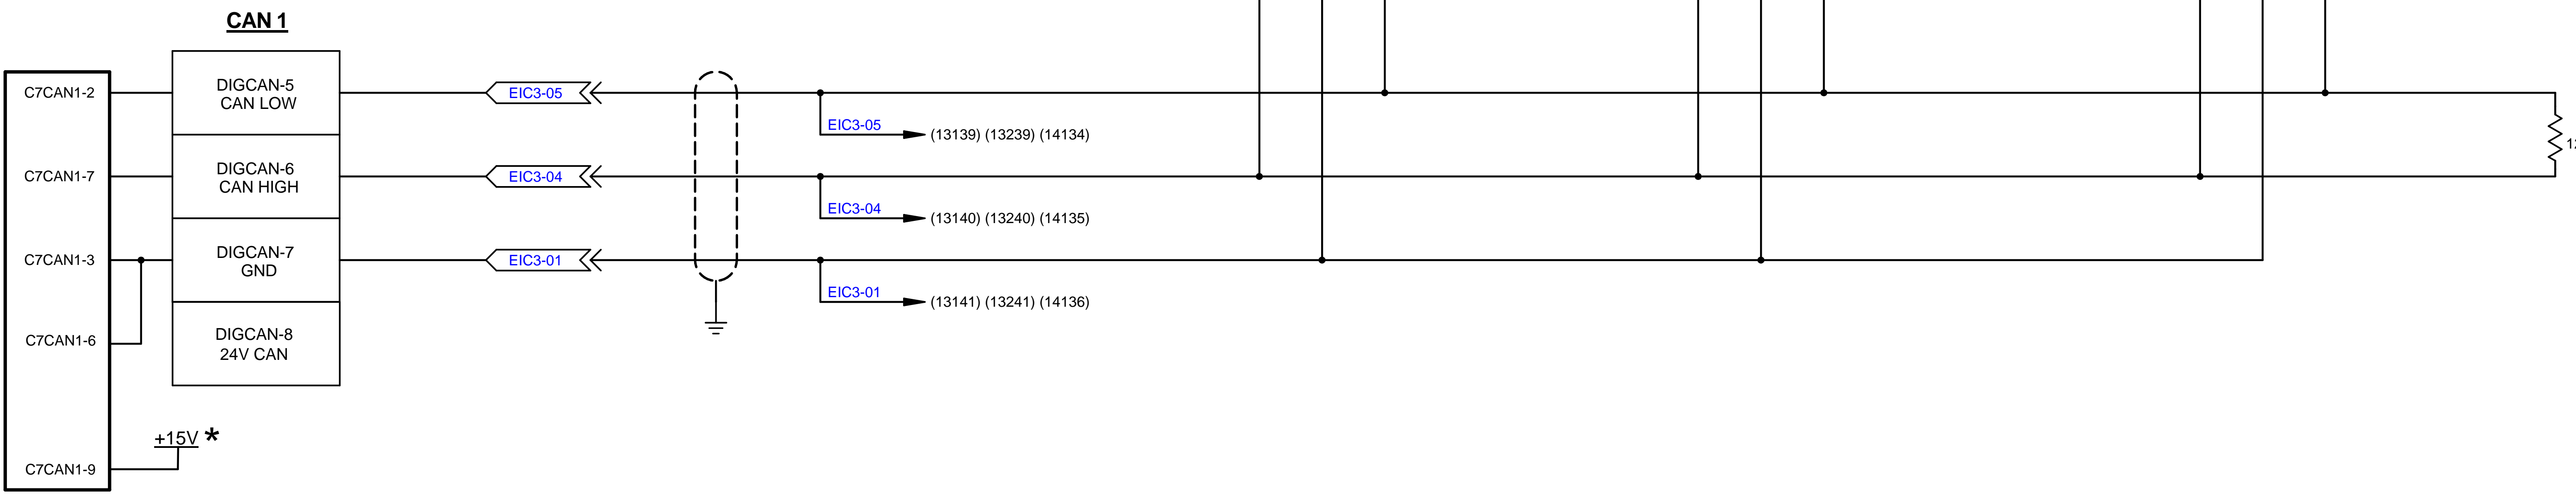 CAN 1
C7CAN1-2
DIGCAN-5
CAN LOW
EIC3-05
EIC3-05
(13139) (13239) (14134)
C7CAN1-7
DIGCAN-6
CAN HIGH
EIC3-04
EIC3-04
(13140) (13240) (14135)
C7CAN1-3
DIGCAN-7
GND
EIC3-01
EIC3-01
(13141) (13241) (14136)
C7CAN1-6
DIGCAN-8
24V CAN
+15V *
C7CAN1-9